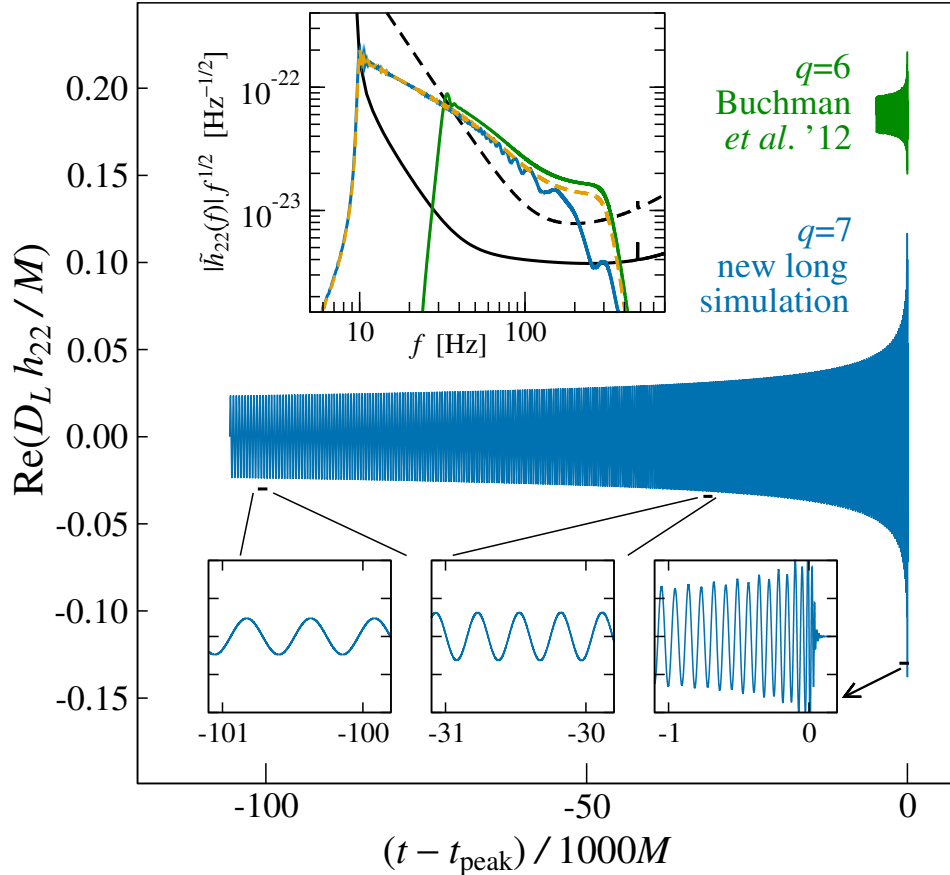 Re(D_L h_22 / M)
0.20
0.15
0.10
0.05
0.00
-0.05
-0.10
-0.15
|h̃_22(f)| f^1/2 [Hz^-1/2]
10^-22
10^-23
10
100
f [Hz]
q=6
Buchman
et al. ’12
q=7
new long
simulation
-101
-100
-31
-30
-1
0
-100
-50
0
(t − t_peak) / 1000M